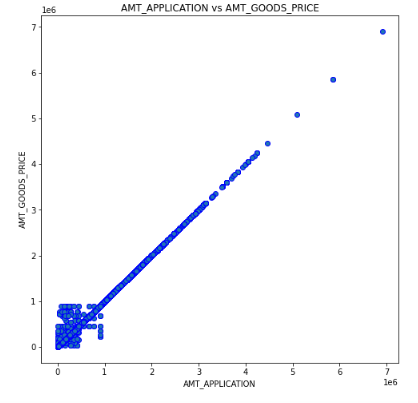 AMT_APPLICATION vs AMT_GOODS_PRICE
1e6
7
6
5
4
3
2
1
0
AMT_GOODS_PRICE
0 1 2 3 4 5 6 7
1e6
AMT_APPLICATION